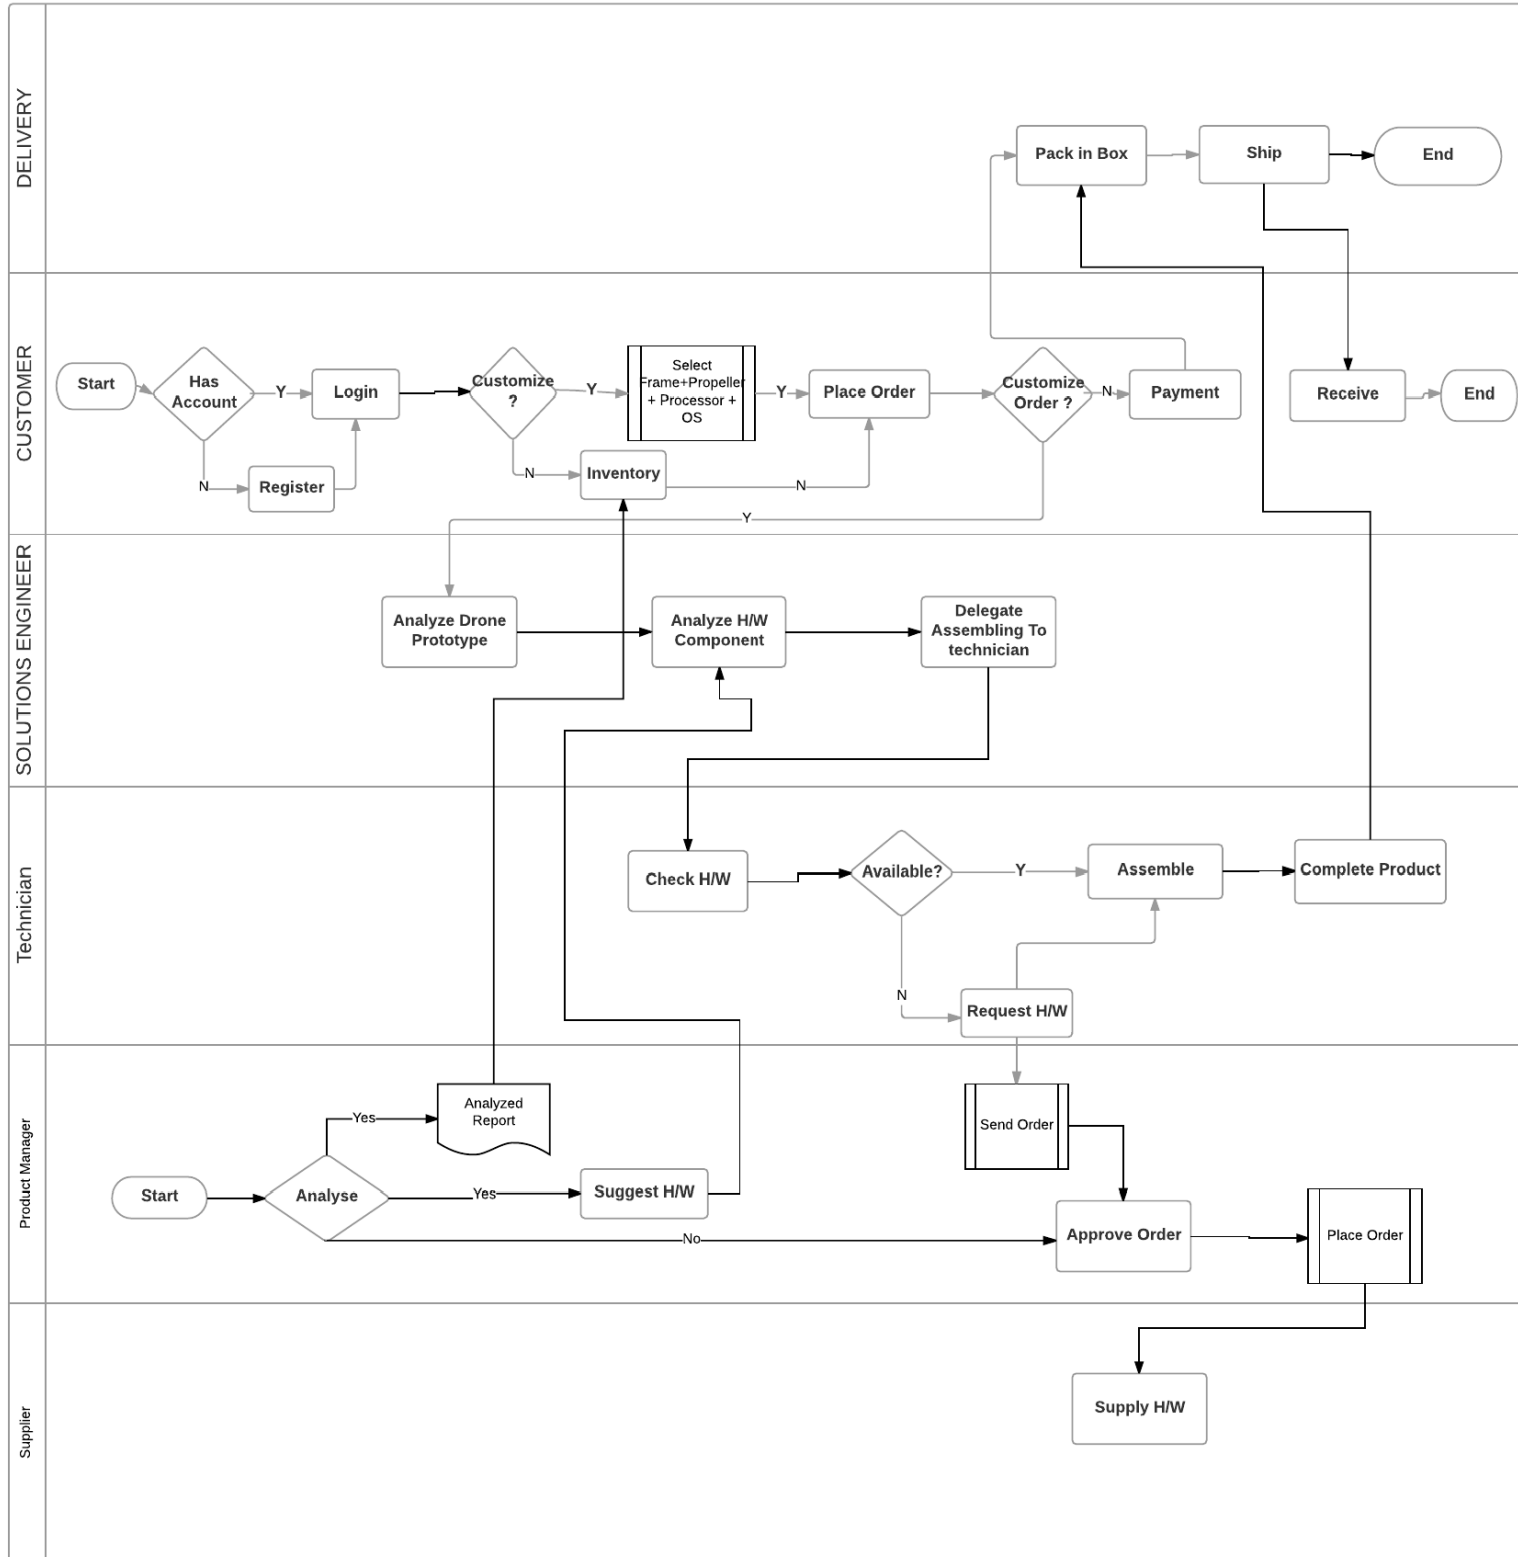 DELIVERY
Pack in Box
Ship
End
CUSTOMER
Start
Has
Account
Y
Login
N
Register
Customize
?
Y
Select
Frame+Propeller
+ Processor +
OS
Y
Place Order
N
Inventory
N
Customize
Order ?
N
Payment
Receive
End
Y
SOLUTIONS ENGINEER
Analyze Drone
Prototype
Analyze H/W
Component
Delegate
Assembling To
technician
Technician
Check H/W
Available?
Y
Assemble
Complete Product
N
Request H/W
Product Manager
Start
Analyse
Yes
Analyzed
Report
Yes
Suggest H/W
No
Send Order
Approve Order
Place Order
Supplier
Supply H/W